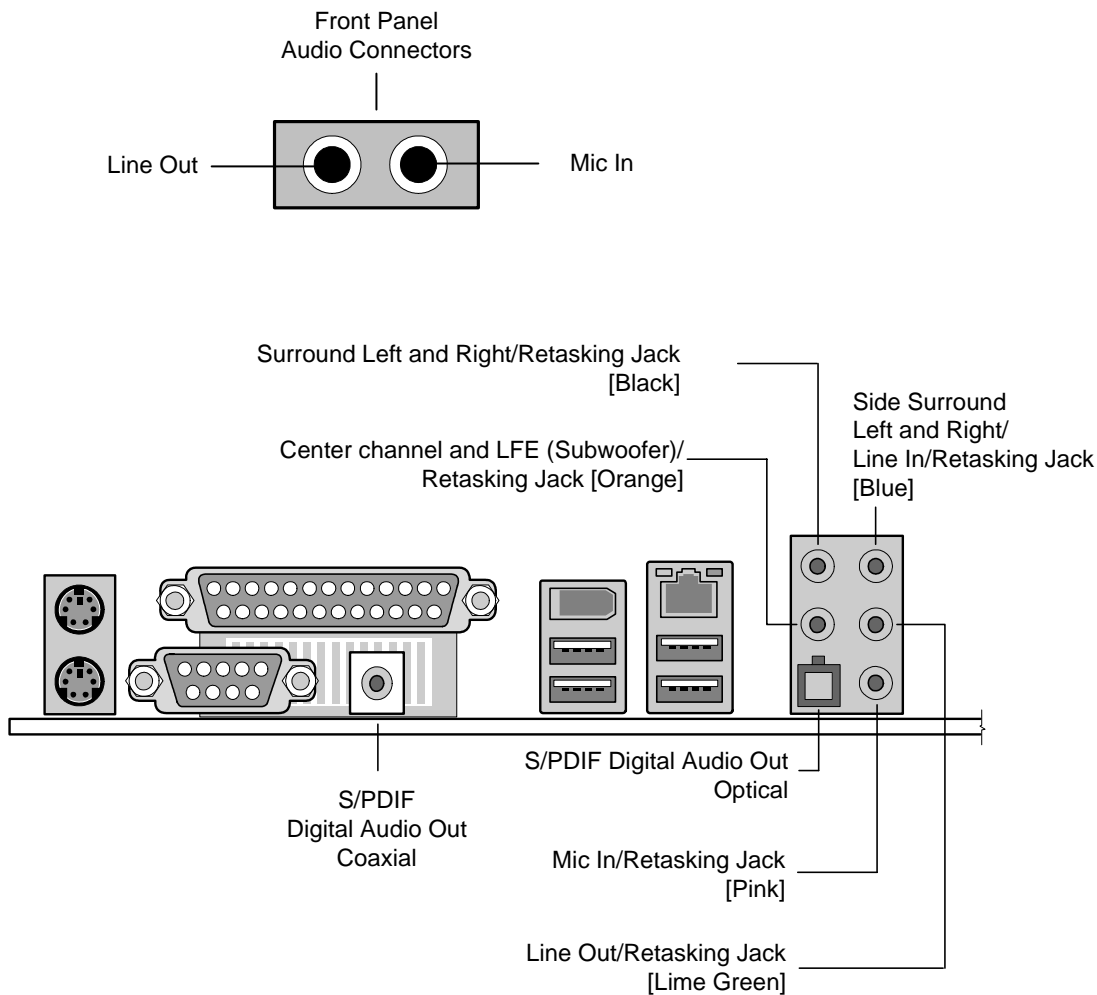 Front Panel
Audio Connectors
Line Out
Mic In
Surround Left and Right/Retasking Jack
[Black]
Side Surround
Left and Right/
Line In/Retasking Jack
[Blue]
Center channel and LFE (Subwoofer)/
Retasking Jack [Orange]
S/PDIF Digital Audio Out
Optical
S/PDIF
Digital Audio Out
Coaxial
Mic In/Retasking Jack
[Pink]
Line Out/Retasking Jack
[Lime Green]